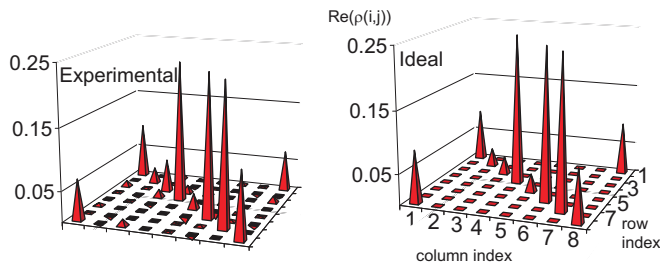 Re(ρ(i,j))
0.25
Experimental
0.15
0.05
0.25
Ideal
0.15
0.05
1 2 3 4 5 6 7 8
1
3
5
7
row
index
column index